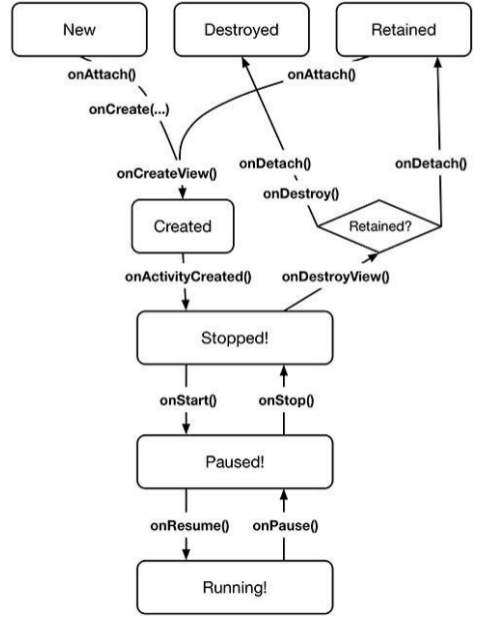 New
Destroyed
Retained
onAttach()
onAttach()
onCreate(...)
onCreateView()
onDetach()
onDetach()
onDestroy()
Created
Retained?
onActivityCreated()
onDestroyView()
Stopped!
onStart()
onStop()
Paused!
onResume()
onPause()
Running!